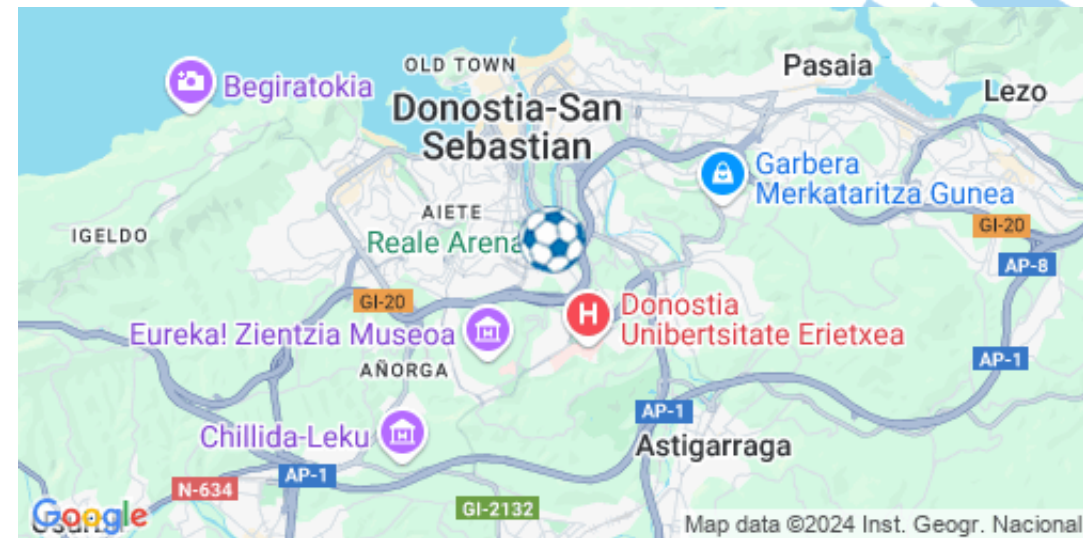 OLD TOWN
Pasaia
Begiratokia
Lezo
Donostia-San
Sebastian
Garbera
Merkataritza Gunea
AIETE
IGELDO
Reale Arena
GI-20
AP-8
GI-20
Donostia
Unibertsitate Erietxea
Eureka! Zientzia Museoa
H
AÑORGA
AP-1
AP-1
Chillida-Leku
Astigarraga
AP-1
N-634
GI-2132
Google
Map data ©2024 Inst. Geogr. Nacional